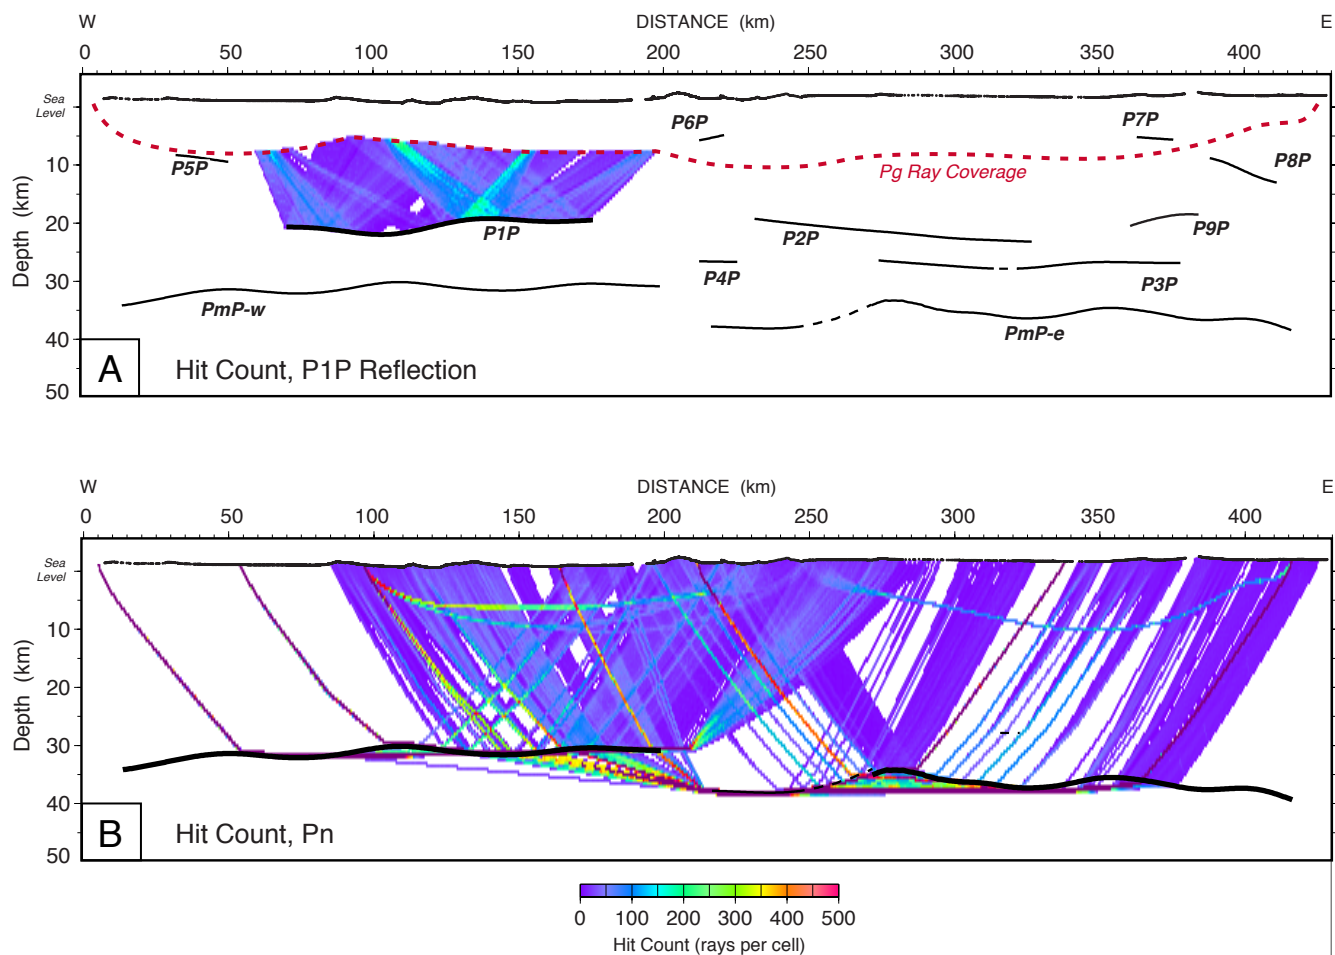 W DISTANCE (km) E
0 50 100 150 200 250 300 350 400
Sea
Level
10
20
30
40
50
Depth (km)
P6P
P7P
P5P
P8P
Pg Ray Coverage
P1P
P2P
P9P
P4P
P3P
PmP-w
PmP-e
A Hit Count, P1P Reflection
W DISTANCE (km) E
0 50 100 150 200 250 300 350 400
Sea
Level
10
20
30
40
50
Depth (km)
B Hit Count, Pn
0 100 200 300 400 500
Hit Count (rays per cell)